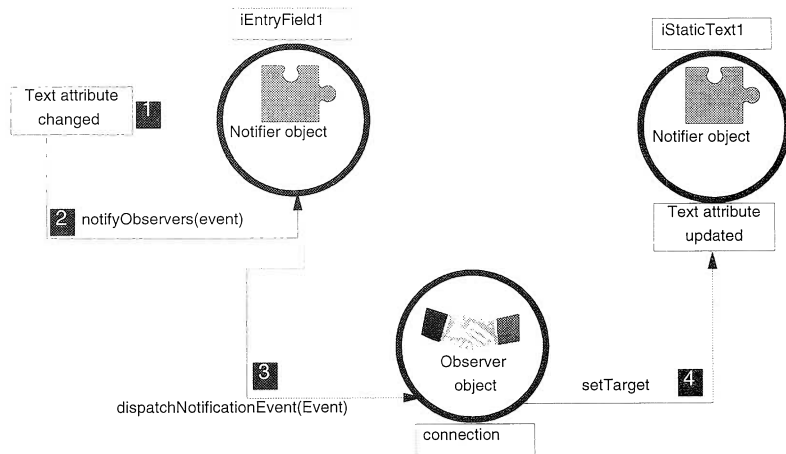 iEntryField1
iStaticText1
Text attribute
changed
1
Notifier object
Notifier object
2
notifyObservers(event)
Text attribute
updated
Observer
object
3
dispatchNotificationEvent(Event)
setTarget
4
connection